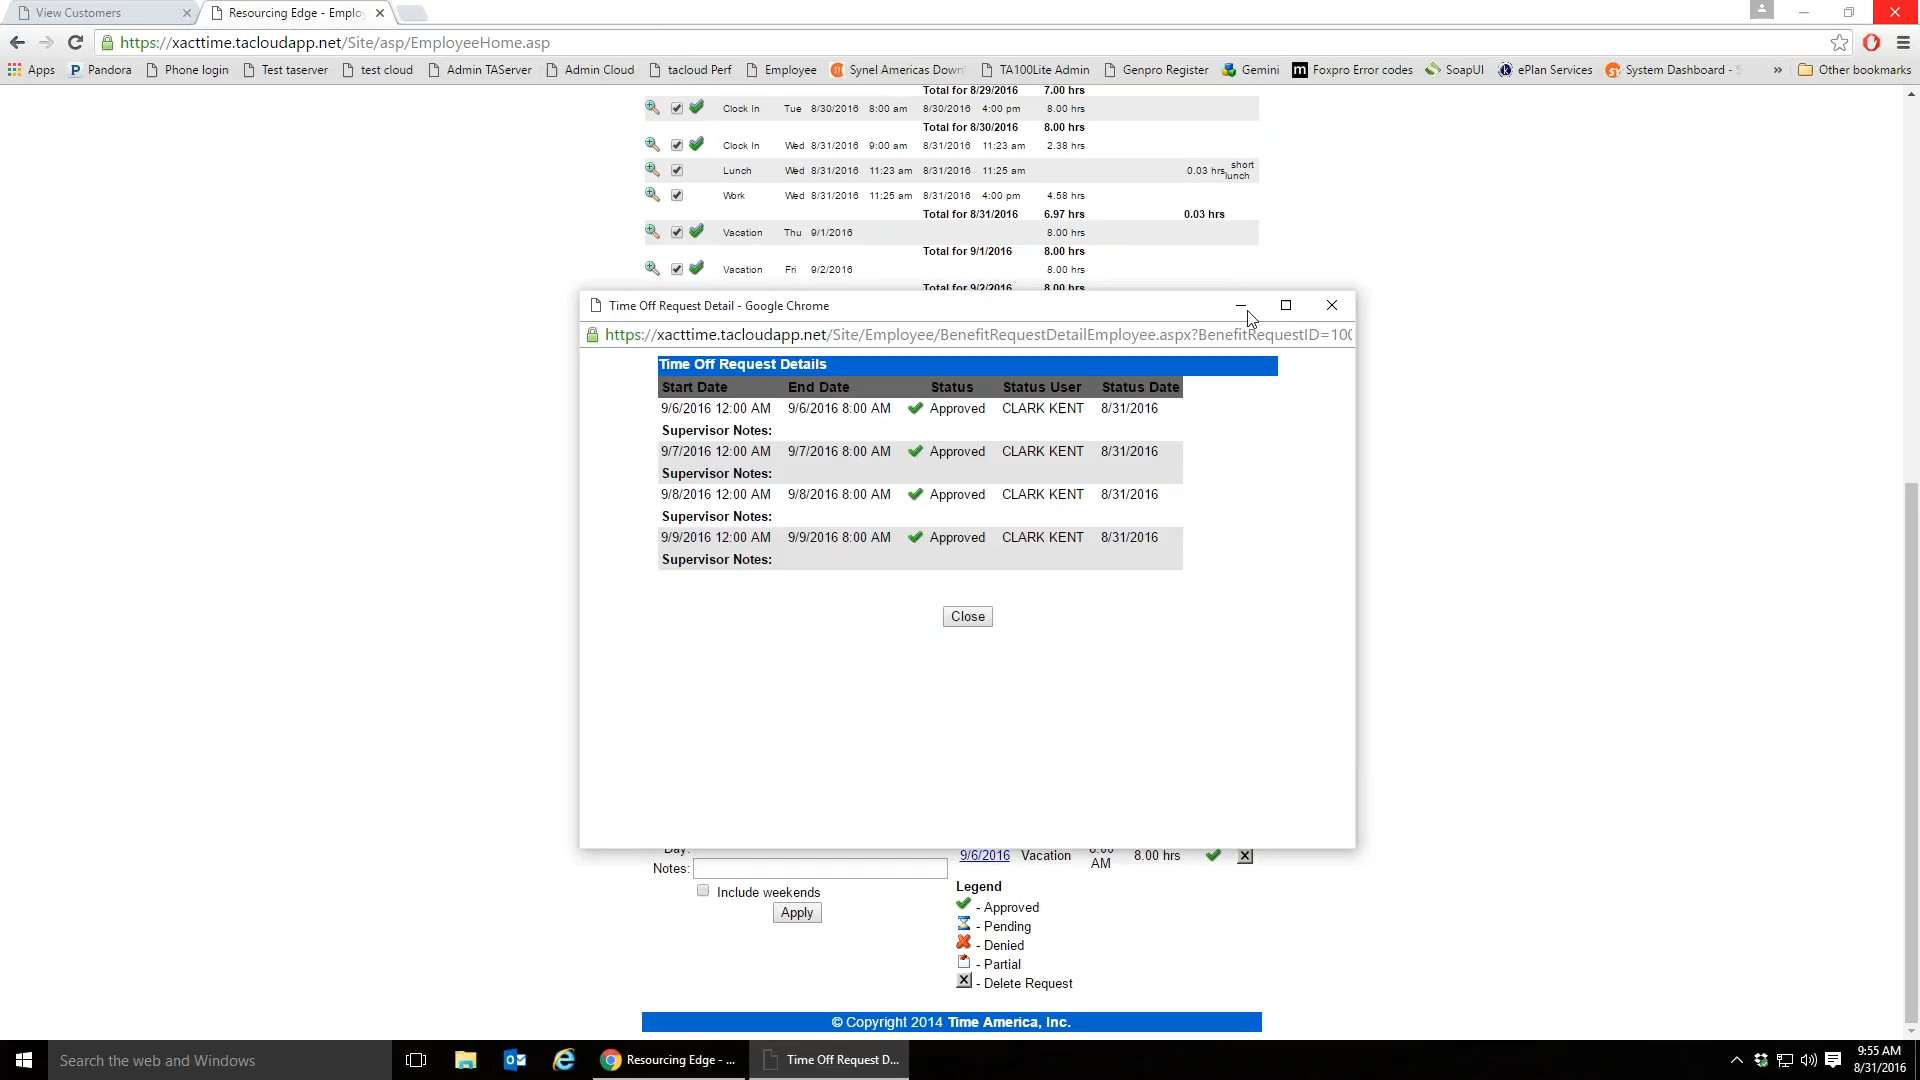 View Customers
Resourcing Edge - Emplo
https://xacttime.tacloudapp.net/Site/asp/EmployeeHome.asp
Apps Pandora Phone login Test taserver test cloud Admin TAServer Admin Cloud tacloud Perf Employee Synel Americas Down TA100Lite Admin Genpro Register Gemini Foxpro Error codes SoapUI ePlan Services System Dashboard - S » Other bookmarks
Total for 8/29/2016 7.00 hrs
Clock In Tue 8/30/2016 8:00 am 8/30/2016 4:00 pm 8.00 hrs
Total for 8/30/2016 8.00 hrs
Clock In Wed 8/31/2016 9:00 am 8/31/2016 11:23 am 2.38 hrs
Lunch Wed 8/31/2016 11:23 am 8/31/2016 11:25 am 0.03 hrs short lunch
Work Wed 8/31/2016 11:25 am 8/31/2016 4:00 pm 4.58 hrs
Total for 8/31/2016 6.97 hrs 0.03 hrs
Vacation Thu 9/1/2016 8.00 hrs
Total for 9/1/2016 8.00 hrs
Vacation Fri 9/2/2016 8.00 hrs
Total for 9/2/2016 8.00 hrs
Time Off Request Detail - Google Chrome
https://xacttime.tacloudapp.net/Site/Employee/BenefitRequestDetailEmployee.aspx?BenefitRequestID=100
Time Off Request Details
Start Date End Date Status Status User Status Date
9/6/2016 12:00 AM 9/6/2016 8:00 AM Approved CLARK KENT 8/31/2016
Supervisor Notes:
9/7/2016 12:00 AM 9/7/2016 8:00 AM Approved CLARK KENT 8/31/2016
Supervisor Notes:
9/8/2016 12:00 AM 9/8/2016 8:00 AM Approved CLARK KENT 8/31/2016
Supervisor Notes:
9/9/2016 12:00 AM 9/9/2016 8:00 AM Approved CLARK KENT 8/31/2016
Supervisor Notes:
Close
Day:
9/6/2016 Vacation 8:00 AM 8.00 hrs
Notes:
Include weekends
Apply
Legend
- Approved
- Pending
- Denied
- Partial
- Delete Request
© Copyright 2014 Time America, Inc.
Search the web and Windows
Resourcing Edge - ...
Time Off Request D...
9:55 AM
8/31/2016